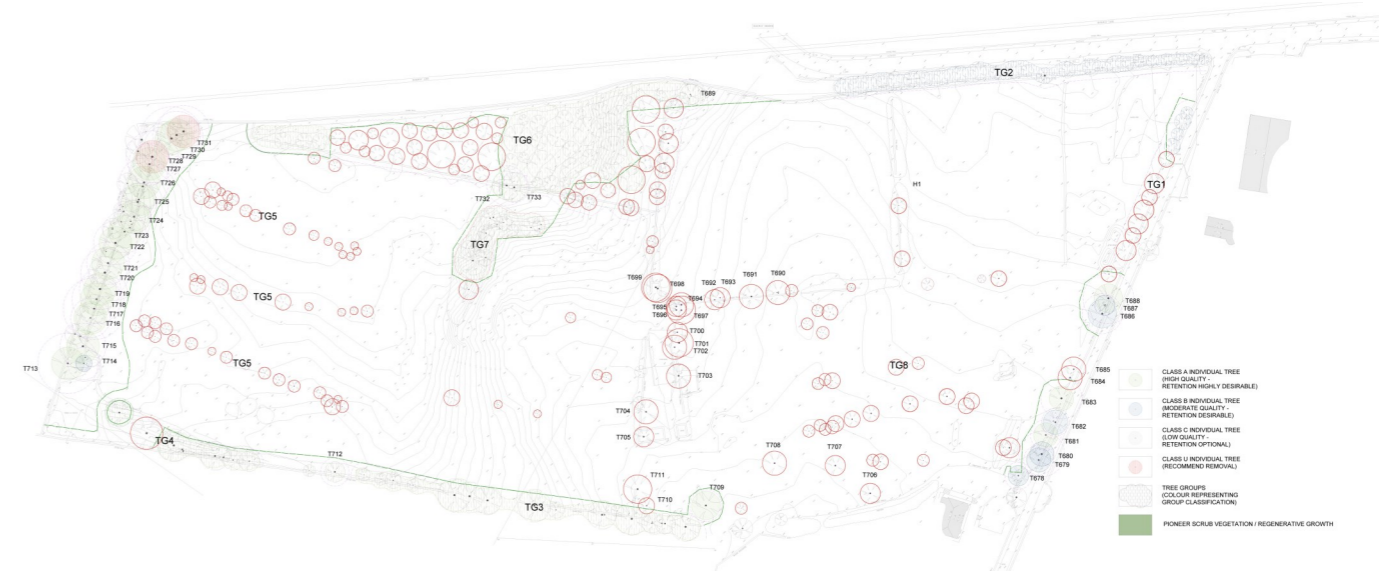 TG2
T689
TG6
T731
T730
T729
T728
T727
T726
T725
T724
T723
T722
T721
T720
T719
T718
T717
T716
T715
T714
T713
TG5
TG5
TG5
T732
T733
TG7
H1
TG1
T699
T698
T692
T693
T691
T690
T694
T695
T696
T697
T700
T701
T702
T703
T704
T705
TG8
T688
T687
T686
T685
T684
T683
T682
T681
T680
T679
T678
TG4
T712
TG3
T711
T710
T709
T708
T707
T706
CLASS A INDIVIDUAL TREE
(HIGH QUALITY -
RETENTION HIGHLY DESIRABLE)
CLASS B INDIVIDUAL TREE
(MODERATE QUALITY -
RETENTION DESIRABLE)
CLASS C INDIVIDUAL TREE
(LOW QUALITY -
RETENTION OPTIONAL)
CLASS U INDIVIDUAL TREE
(RECOMMEND REMOVAL)
TREE GROUPS
(COLOUR REPRESENTING
GROUP CLASSIFICATION)
PIONEER SCRUB VEGETATION / REGENERATIVE GROWTH